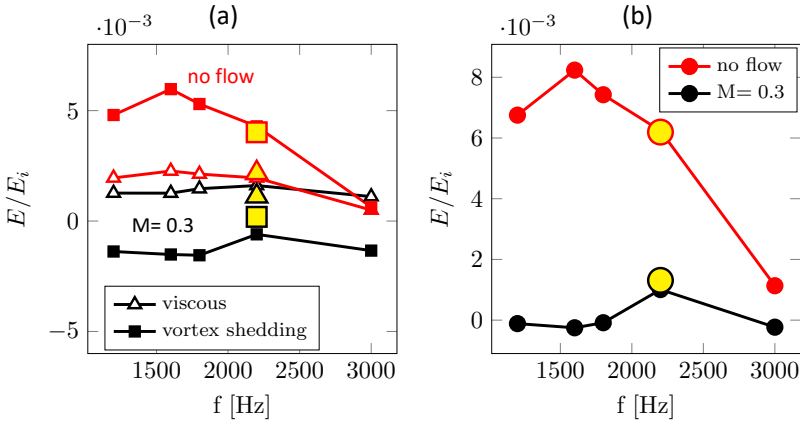 (a)
·10⁻³
no flow
5
0
−5
M= 0.3
viscous
vortex shedding
E/Eᵢ
1500 2000 2500 3000
f [Hz]
(b)
·10⁻³
no flow
M= 0.3
8
6
4
2
0
E/Eᵢ
1500 2000 2500 3000
f [Hz]